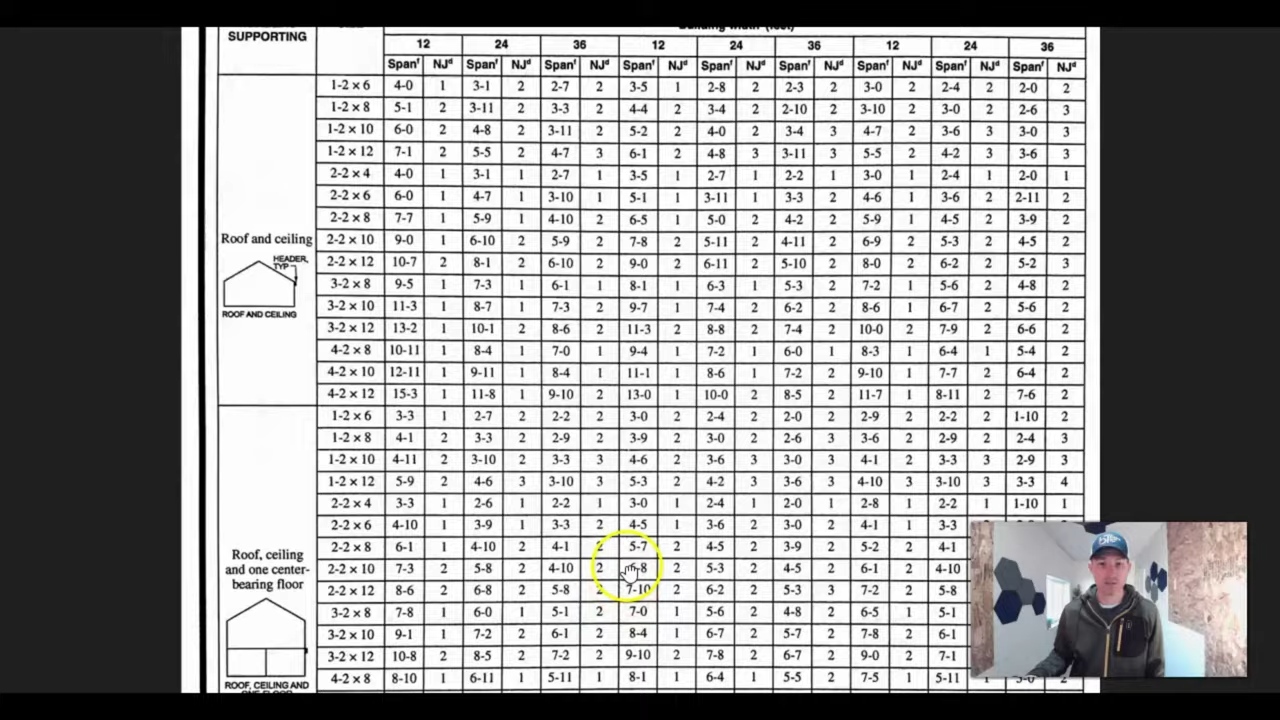 SUPPORTING
12 24 36 12 24 36 12 24 36
Spanᶠ NJᵈ Spanᶠ NJᵈ Spanᶠ NJᵈ Spanᶠ NJᵈ Spanᶠ NJᵈ Spanᶠ NJᵈ Spanᶠ NJᵈ Spanᶠ NJᵈ Spanᶠ NJᵈ
1-2 × 6 4-0 1 3-1 2 2-7 2 3-5 1 2-8 2 2-3 2 3-0 2 2-4 2 2-0 2
1-2 × 8 5-1 2 3-11 2 3-3 2 4-4 2 3-4 2 2-10 2 3-10 2 3-0 2 2-6 3
1-2 × 10 6-0 2 4-8 2 3-11 2 5-2 2 4-0 2 3-4 3 4-7 2 3-6 3 3-0 3
1-2 × 12 7-1 2 5-5 2 4-7 3 6-1 2 4-8 3 3-11 3 5-5 2 4-2 3 3-6 3
2-2 × 4 4-0 1 3-1 1 2-7 1 3-5 1 2-7 1 2-2 1 3-0 1 2-4 1 2-0 1
2-2 × 6 6-0 1 4-7 1 3-10 1 5-1 1 3-11 1 3-3 2 4-6 1 3-6 2 2-11 2
2-2 × 8 7-7 1 5-9 1 4-10 2 6-5 1 5-0 2 4-2 2 5-9 1 4-5 2 3-9 2
Roof and ceiling 2-2 × 10 9-0 1 6-10 2 5-9 2 7-8 2 5-11 2 4-11 2 6-9 2 5-3 2 4-5 2
HEADER, TYP 2-2 × 12 10-7 2 8-1 2 6-10 2 9-0 2 6-11 2 5-10 2 8-0 2 6-2 2 5-2 3
3-2 × 8 9-5 1 7-3 1 6-1 1 8-1 1 6-3 1 5-3 2 7-2 1 5-6 2 4-8 2
3-2 × 10 11-3 1 8-7 1 7-3 2 9-7 1 7-4 2 6-2 2 8-6 1 6-7 2 5-6 2
ROOF AND CEILING
3-2 × 12 13-2 1 10-1 2 8-6 2 11-3 2 8-8 2 7-4 2 10-0 2 7-9 2 6-6 2
4-2 × 8 10-11 1 8-4 1 7-0 1 9-4 1 7-2 1 6-0 1 8-3 1 6-4 1 5-4 2
4-2 × 10 12-11 1 9-11 1 8-4 1 11-1 1 8-6 1 7-2 2 9-10 1 7-7 2 6-4 2
4-2 × 12 15-3 1 11-8 1 9-10 2 13-0 1 10-0 2 8-5 2 11-7 1 8-11 2 7-6 2
1-2 × 6 3-3 1 2-7 2 2-2 2 3-0 2 2-4 2 2-0 2 2-9 2 2-2 2 1-10 2
1-2 × 8 4-1 2 3-3 2 2-9 2 3-9 2 3-0 2 2-6 3 3-6 2 2-9 2 2-4 3
1-2 × 10 4-11 2 3-10 2 3-3 3 4-6 2 3-6 3 3-0 3 4-1 2 3-3 3 2-9 3
1-2 × 12 5-9 2 4-6 3 3-10 3 5-3 2 4-2 3 3-6 3 4-10 3 3-10 3 3-3 4
2-2 × 4 3-3 1 2-6 1 2-2 1 3-0 1 2-4 1 2-0 1 2-8 1 2-2 1 1-10 1
2-2 × 6 4-10 1 3-9 1 3-3 2 4-5 1 3-6 2 3-0 2 4-1 1 3-3
Roof, ceiling
and one center-
bearing floor
2-2 × 8 6-1 1 4-10 2 4-1 2 5-7 2 4-5 2 3-9 2 5-2 2 4-1
2-2 × 10 7-3 2 5-8 2 4-10 2 2 5-3 2 4-5 2 6-1 2 4-10
2-2 × 12 8-6 2 6-8 2 5-8 2 7-10 2 6-2 2 5-3 3 7-2 2 5-8
3-2 × 8 7-8 1 6-0 1 5-1 2 7-0 1 5-6 2 4-8 2 6-5 1 5-1
3-2 × 10 9-1 1 7-2 2 6-1 2 8-4 1 6-7 2 5-7 2 7-8 2 6-1
3-2 × 12 10-8 2 8-5 2 7-2 2 9-10 2 7-8 2 6-7 2 9-0 2 7-1
4-2 × 8 8-10 1 6-11 1 5-11 1 8-1 1 6-4 1 5-5 2 7-5 1 5-11
ROOF, CEILING AND